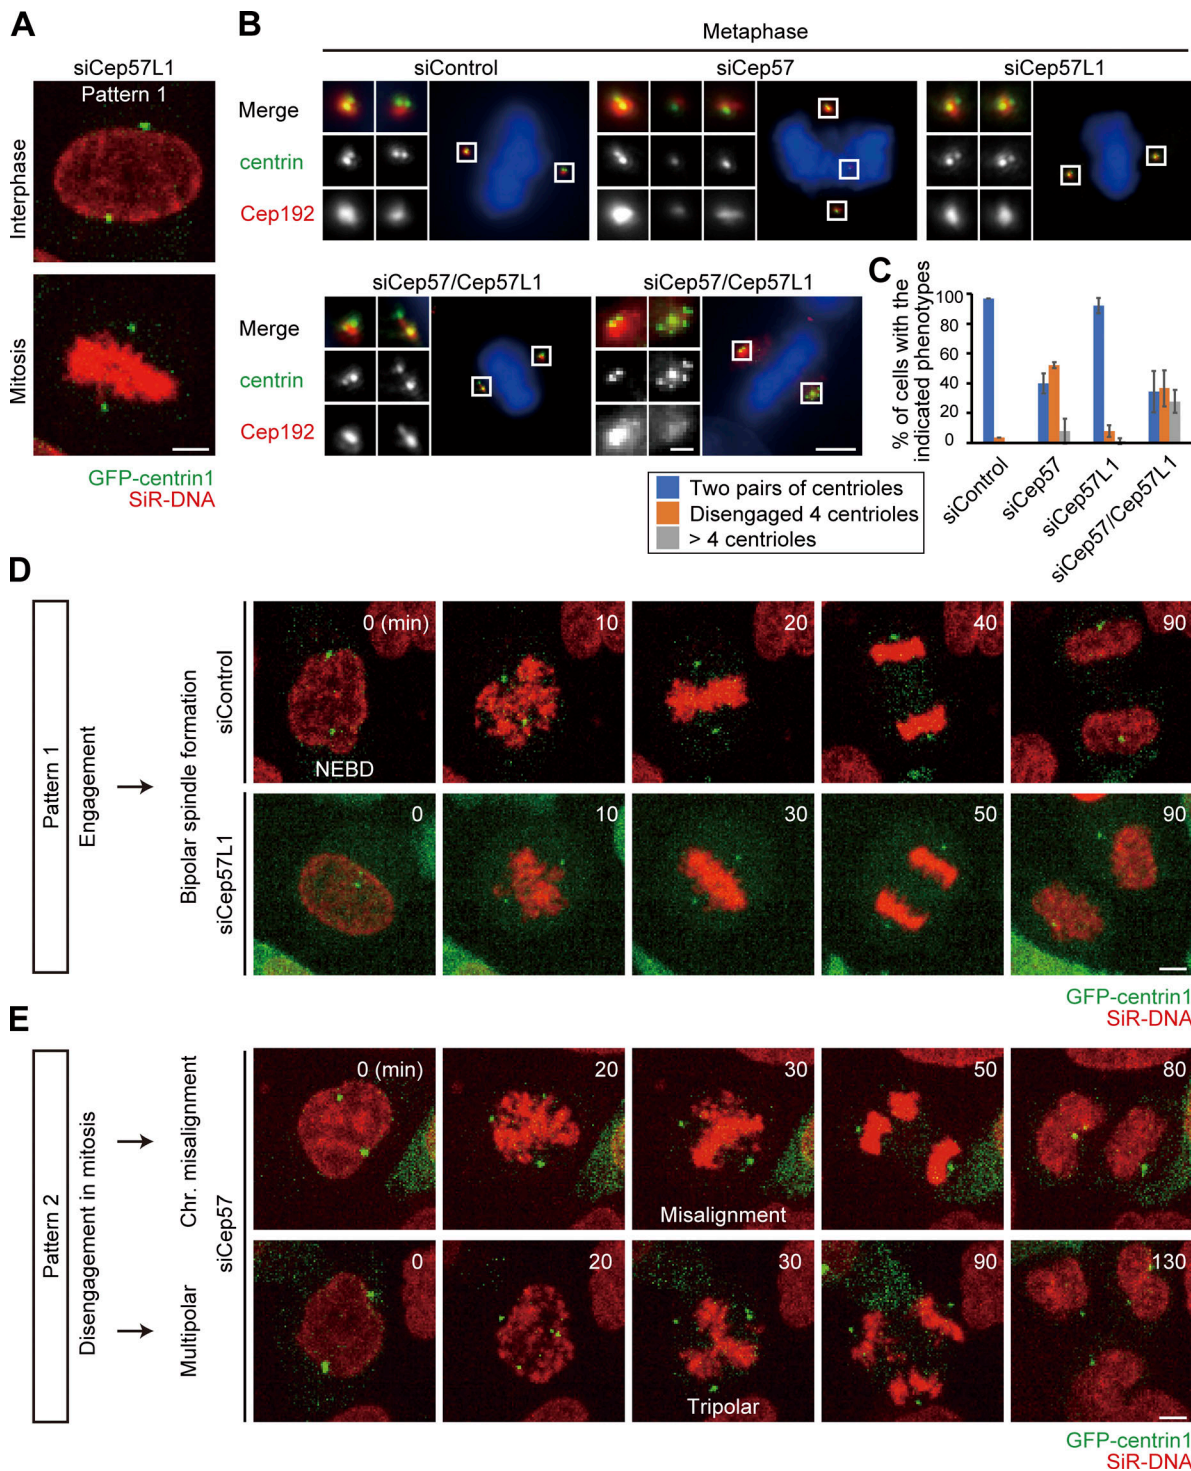 A
siCep57L1
Pattern 1
Interphase
Mitosis
GFP-centrin1
SiR-DNA
B
Metaphase
siControl
siCep57
siCep57L1
Merge
centrin
Cep192
siCep57/Cep57L1
siCep57/Cep57L1
Merge
centrin
Cep192
C
% of cells with the
indicated phenotypes
100
80
60
40
20
0
siControl
siCep57
siCep57L1
siCep57/Cep57L1
Two pairs of centrioles
Disengaged 4 centrioles
> 4 centrioles
D
Pattern 1
Engagement
Bipolar spindle formation
siControl
0 (min)
NEBD
10
20
40
90
siCep57L1
0
10
30
50
90
GFP-centrin1
SiR-DNA
E
Pattern 2
Disengagement in mitosis
Chr. misalignment
Multipolar
siCep57
0 (min)
20
30
Misalignment
50
80
0
20
30
Tripolar
90
130
GFP-centrin1
SiR-DNA